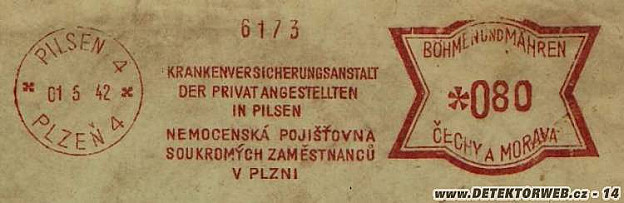 PILSEN 4
* 01 5 42 *
PLZEŇ 4
6173
KRANKENVERSICHERUNGSANSTALT
DER PRIVATANGESTELLTEN
IN PILSEN
NEMOCENSKÁ POJIŠŤOVNA
SOUKROMÝCH ZAMĚSTNANCŮ
V PLZNI
BÖHMEN UND MÄHREN
*080
ČECHY A MORAVA
www.DETEKTORWEB.cz - 14